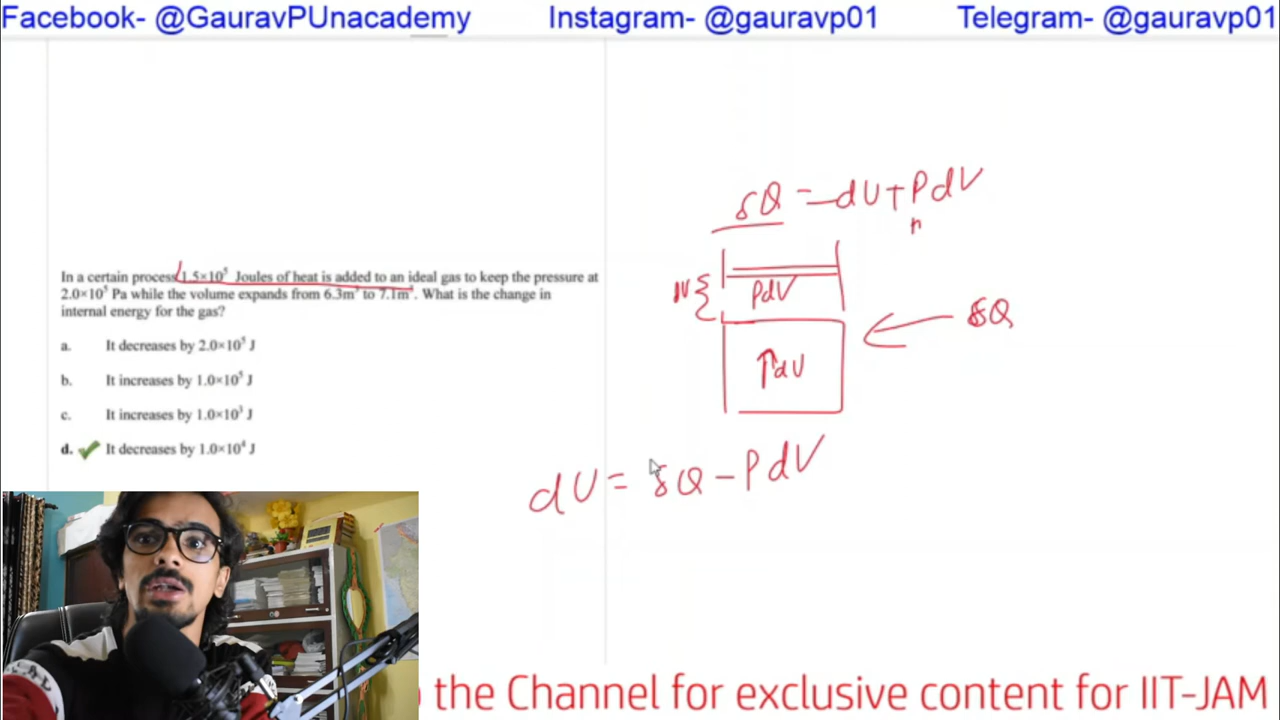 Facebook- @GauravPUnacademy Instagram- @gauravp01 Telegram- @gauravp01
In a certain process 1.5×10⁵ Joules of heat is added to an ideal gas to keep the pressure at
2.0×10⁵ Pa while the volume expands from 6.3m³ to 7.1m³. What is the change in
internal energy for the gas?
a. It decreases by 2.0×10⁵ J
b. It increases by 1.0×10⁵ J
c. It increases by 1.0×10³ J
d. It decreases by 1.0×10⁴ J
δQ = dU + PdV
PdV
δQ
↑dU
dU = δQ - PdV
the Channel for exclusive content for IIT-JAM